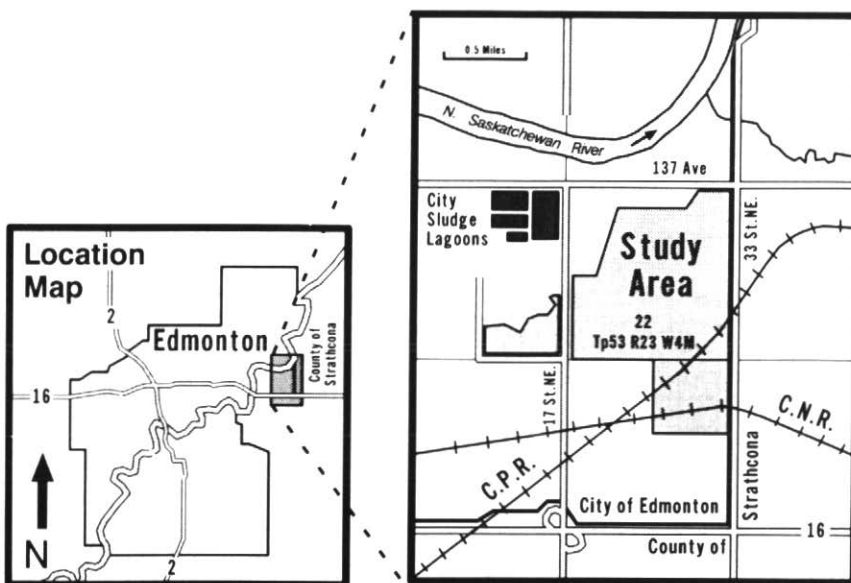 Location
Map
2
Edmonton
County of
Strathcona
16
N
2
0.5 Miles
N. Saskatchewan River
137 Ave
City
Sludge
Lagoons
Study
Area
22
Tp53 R23 W4M
33 St.NE.
17 St.NE.
C.N.R.
C.P.R.
Strathcona
City of Edmonton
16
County of